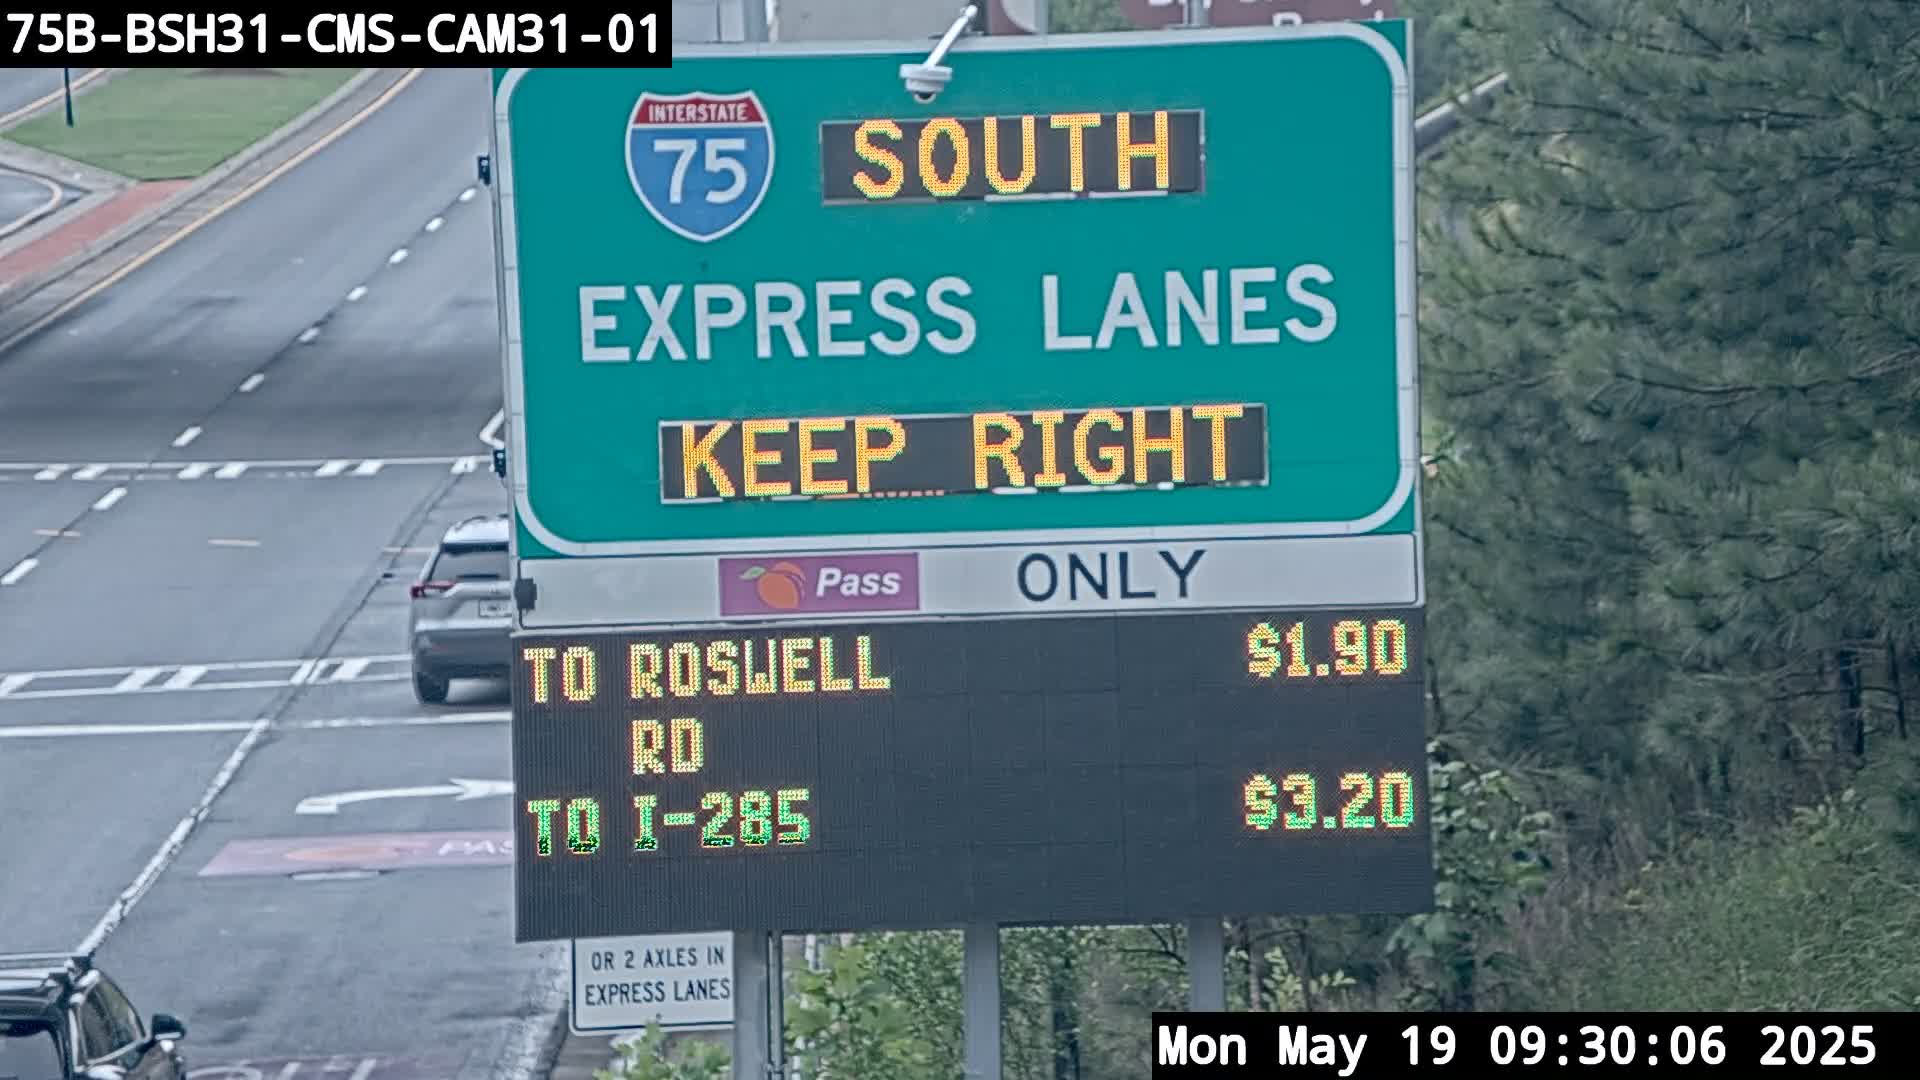 75B-BSH31-CMS-CAM31-01
INTERSTATE
75
SOUTH
EXPRESS LANES
KEEP RIGHT
Pass ONLY
TO ROSWELL $1.90
RD
TO I-285 $3.20
OR 2 AXLES IN
EXPRESS LANES
Mon May 19 09:30:06 2025